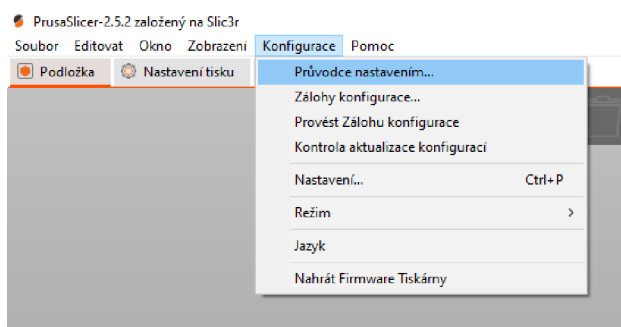 PrusaSlicer-2.5.2 založený na Slic3r
Soubor Editovat Okno Zobrazení Konfigurace Pomoc
Podložka Nastavení tisku
Průvodce nastavením...
Zálohy konfigurace...
Provést Zálohu konfigurace
Kontrola aktualizace konfigurací
Nastavení... Ctrl+P
Režim >
Jazyk
Nahrát Firmware Tiskárny